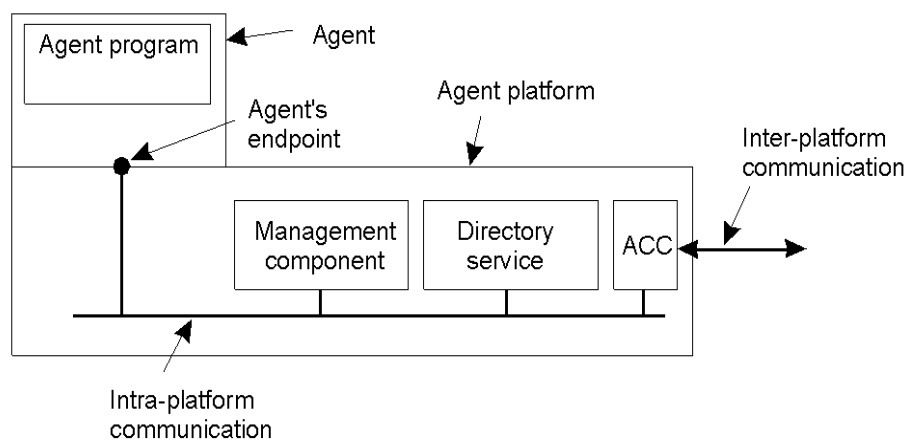 Agent program
Agent
Agent's
endpoint
Agent platform
Inter-platform
communication
Management
component
Directory
service
ACC
Intra-platform
communication